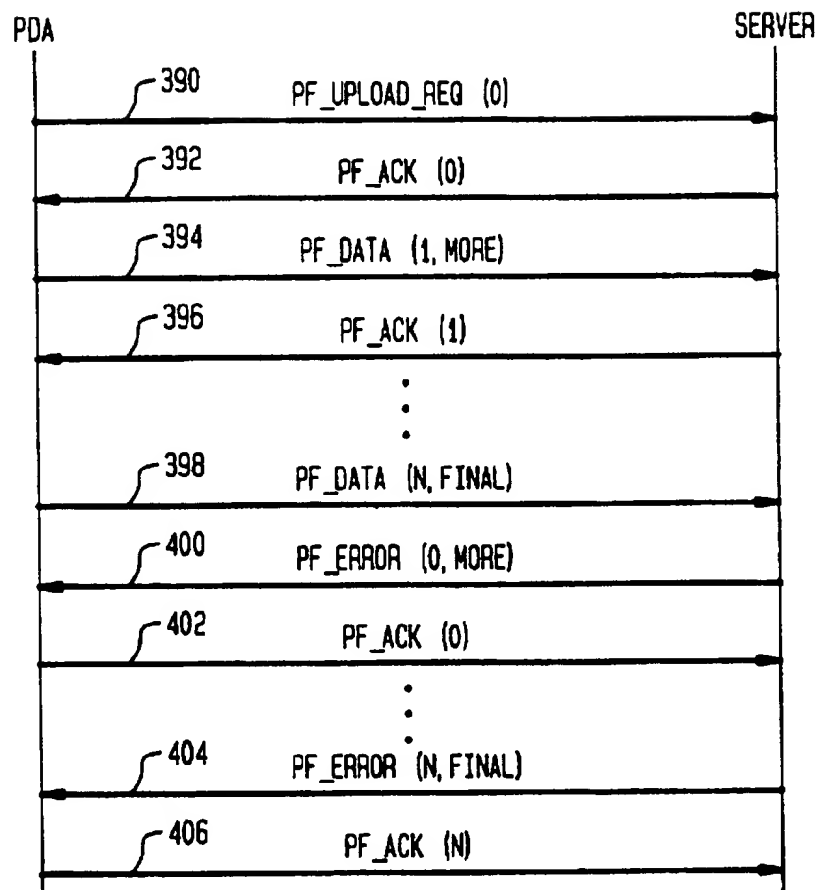 PDA SERVER
390 PF_UPLOAD_REQ (0)
392 PF_ACK (0)
394 PF_DATA (1, MORE)
396 PF_ACK (1)
398 PF_DATA (N, FINAL)
400 PF_ERROR (0, MORE)
402 PF_ACK (0)
404 PF_ERROR (N, FINAL)
406 PF_ACK (N)